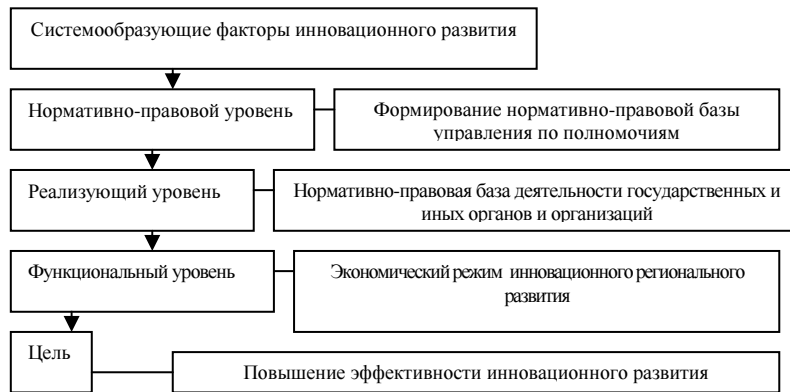 Системообразующие факторы инновационного развития
Нормативно-правовой уровень
Формирование нормативно-правовой базы
управления по полномочиям
Реализующий уровень
Нормативно-правовая база деятельности государственных и
иных органов и организаций
Функциональный уровень
Экономический режим инновационного регионального
развития
Цель
Повышение эффективности инновационного развития